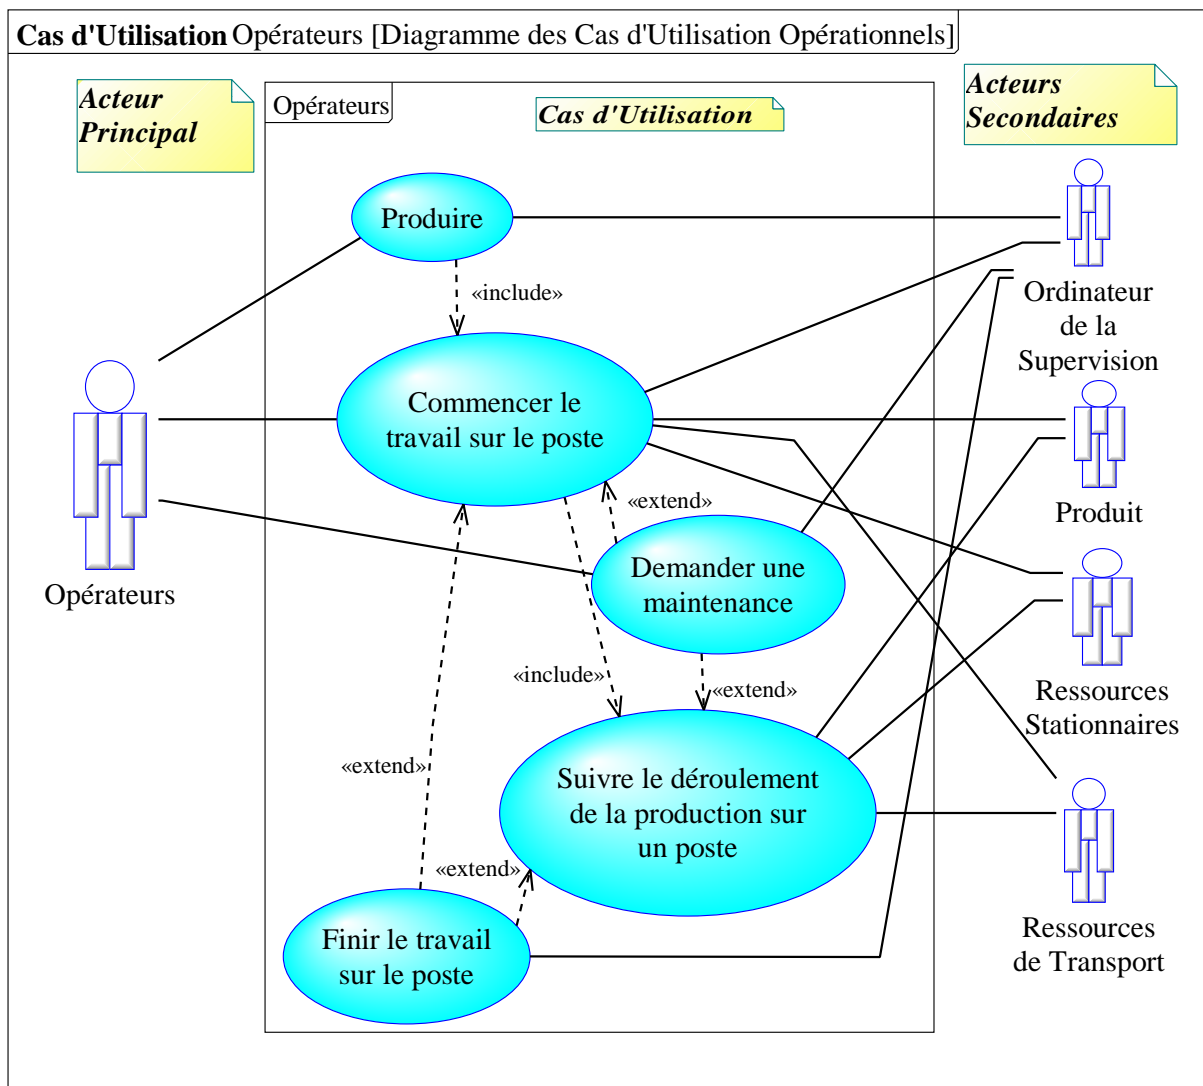 Cas d'Utilisation Opérateurs [Diagramme des Cas d'Utilisation Opérationnels]
Acteur
Principal
Opérateurs
Cas d'Utilisation
Acteurs
Secondaires
Produire
«include»
Ordinateur
de la
Supervision
Commencer le
travail sur le poste
Produit
«extend»
Opérateurs
Demander une
maintenance
«include»
«extend»
Ressources
Stationnaires
«extend»
Suivre le déroulement
de la production sur
un poste
«extend»
Finir le travail
sur le poste
Ressources
de Transport